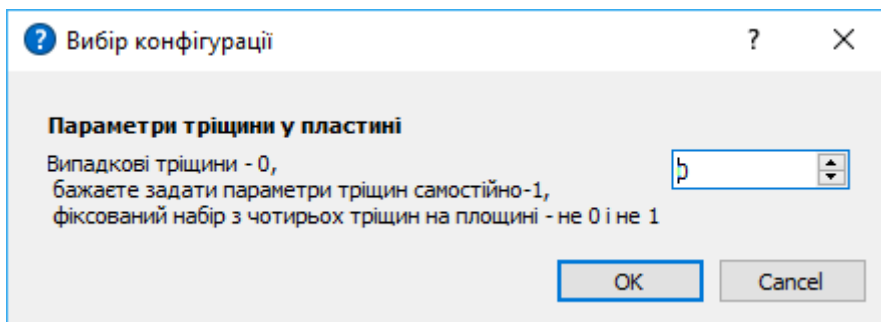 Вибір конфігурації
Параметри тріщини у пластині
Випадкові тріщини - 0,
бажаєте задати параметри тріщин самостійно-1,
фіксований набір з чотирьох тріщин на площині - не 0 і не 1
0
OK Cancel